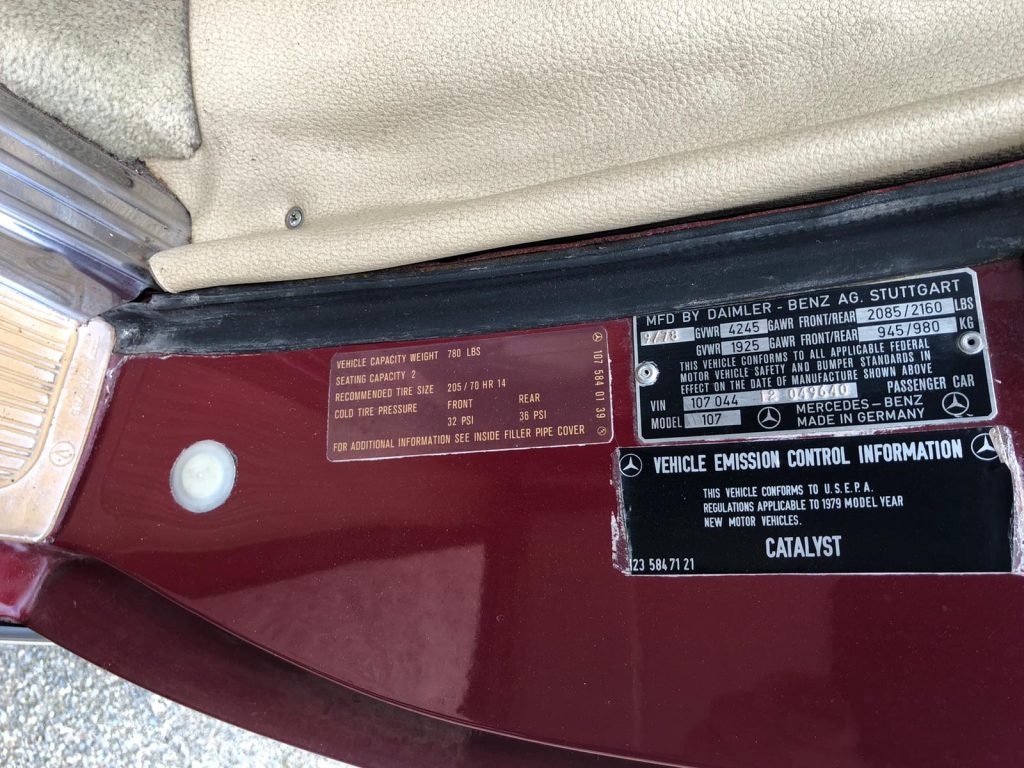 VEHICLE CAPACITY WEIGHT 780 LBS
SEATING CAPACITY 2
RECOMMENDED TIRE SIZE 205/70 HR 14
COLD TIRE PRESSURE FRONT REAR
32 PSI 36 PSI
FOR ADDITIONAL INFORMATION SEE INSIDE FILLER PIPE COVER
107 584 01 39
MFD BY DAIMLER-BENZ AG. STUTTGART
9/78 GVWR 4245 GAWR FRONT/REAR 2085/2160 LBS
GVWR 1925 GAWR FRONT/REAR 945/980 KG
THIS VEHICLE CONFORMS TO ALL APPLICABLE FEDERAL
MOTOR VEHICLE SAFETY AND BUMPER STANDARDS IN
EFFECT ON THE DATE OF MANUFACTURE SHOWN ABOVE
VIN 107 044 12 049640 PASSENGER CAR
MODEL 107 MERCEDES-BENZ
MADE IN GERMANY
VEHICLE EMISSION CONTROL INFORMATION
THIS VEHICLE CONFORMS TO U.S.E.P.A.
REGULATIONS APPLICABLE TO 1979 MODEL YEAR
NEW MOTOR VEHICLES.
CATALYST
123 584 71 21